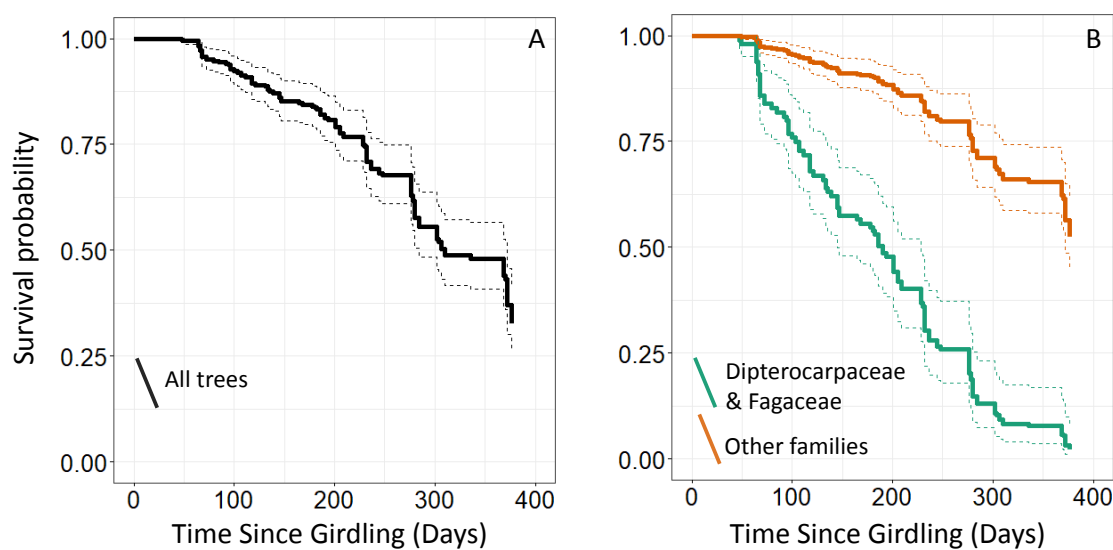 A
1.00
0.75
0.50
0.25
0.00
Survival probability
All trees
0
100
200
300
400
Time Since Girdling (Days)
B
1.00
0.75
0.50
0.25
0.00
Dipterocarpaceae
& Fagaceae
Other families
0
100
200
300
400
Time Since Girdling (Days)